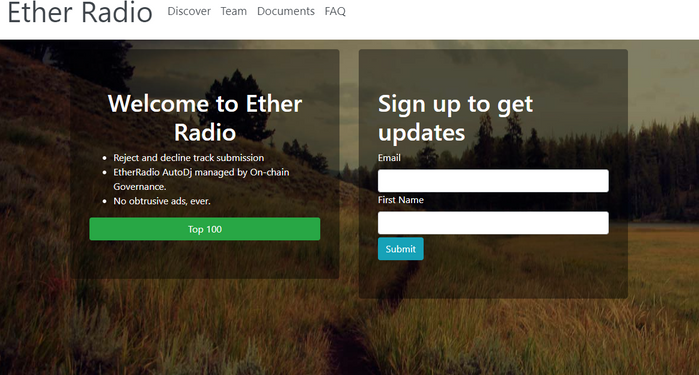 Ether Radio Discover Team Documents FAQ
Welcome to Ether
Radio
Reject and decline track submission
EtherRadio AutoDj managed by On-chain
Governance.
No obtrusive ads, ever.
Top 100
Sign up to get
updates
Email
First Name
Submit